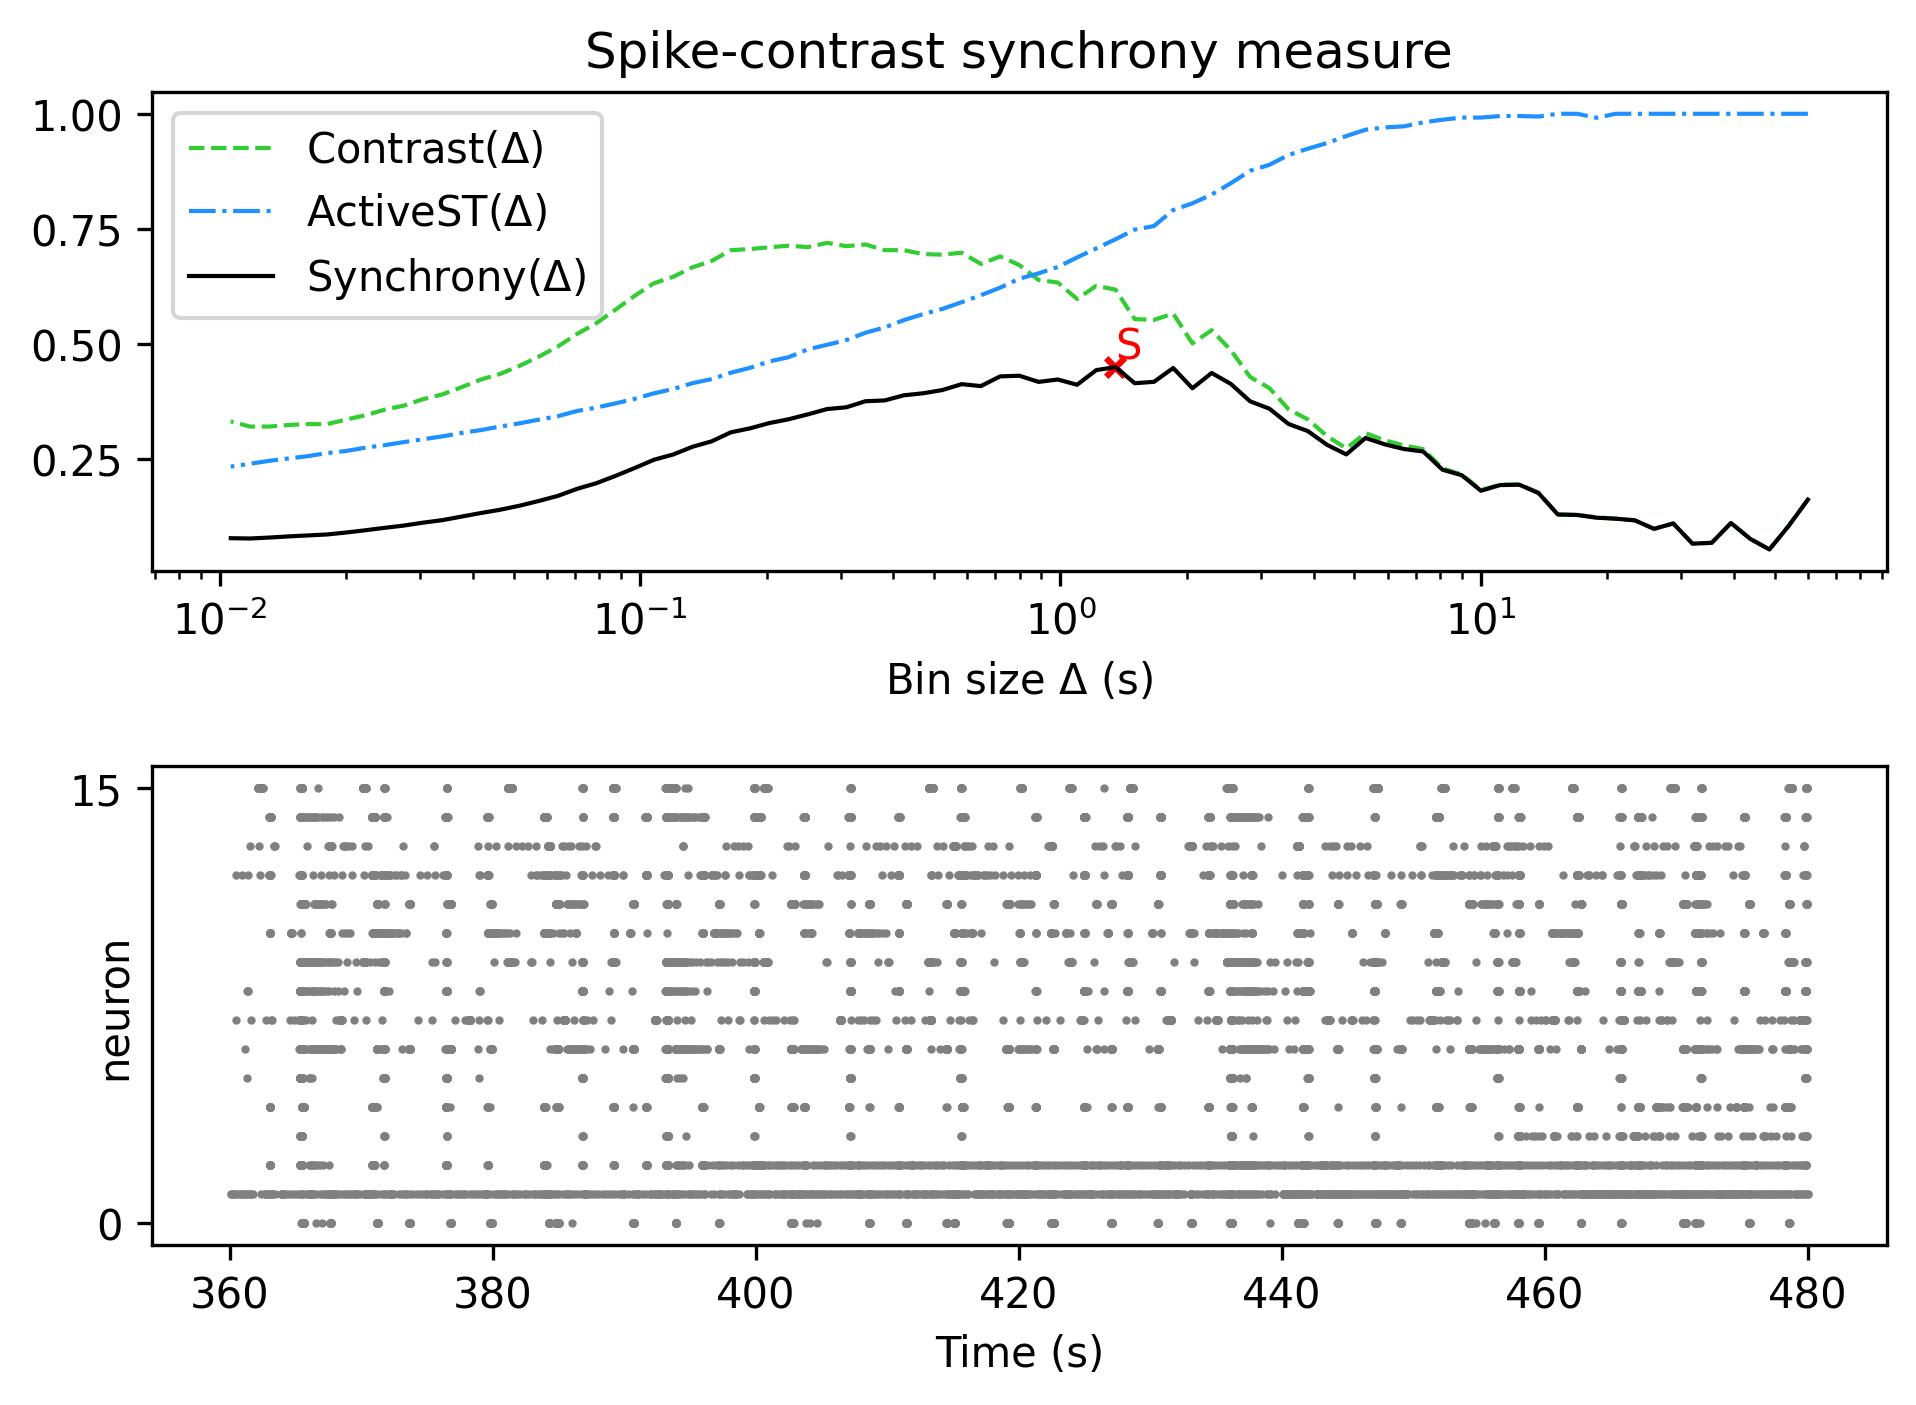 Spike-contrast synchrony measure
1.00
0.75
0.50
0.25
Contrast(Δ)
ActiveST(Δ)
Synchrony(Δ)
S
10⁻² 10⁻¹ 10⁰ 10¹
Bin size Δ (s)
15
0
neuron
360 380 400 420 440 460 480
Time (s)